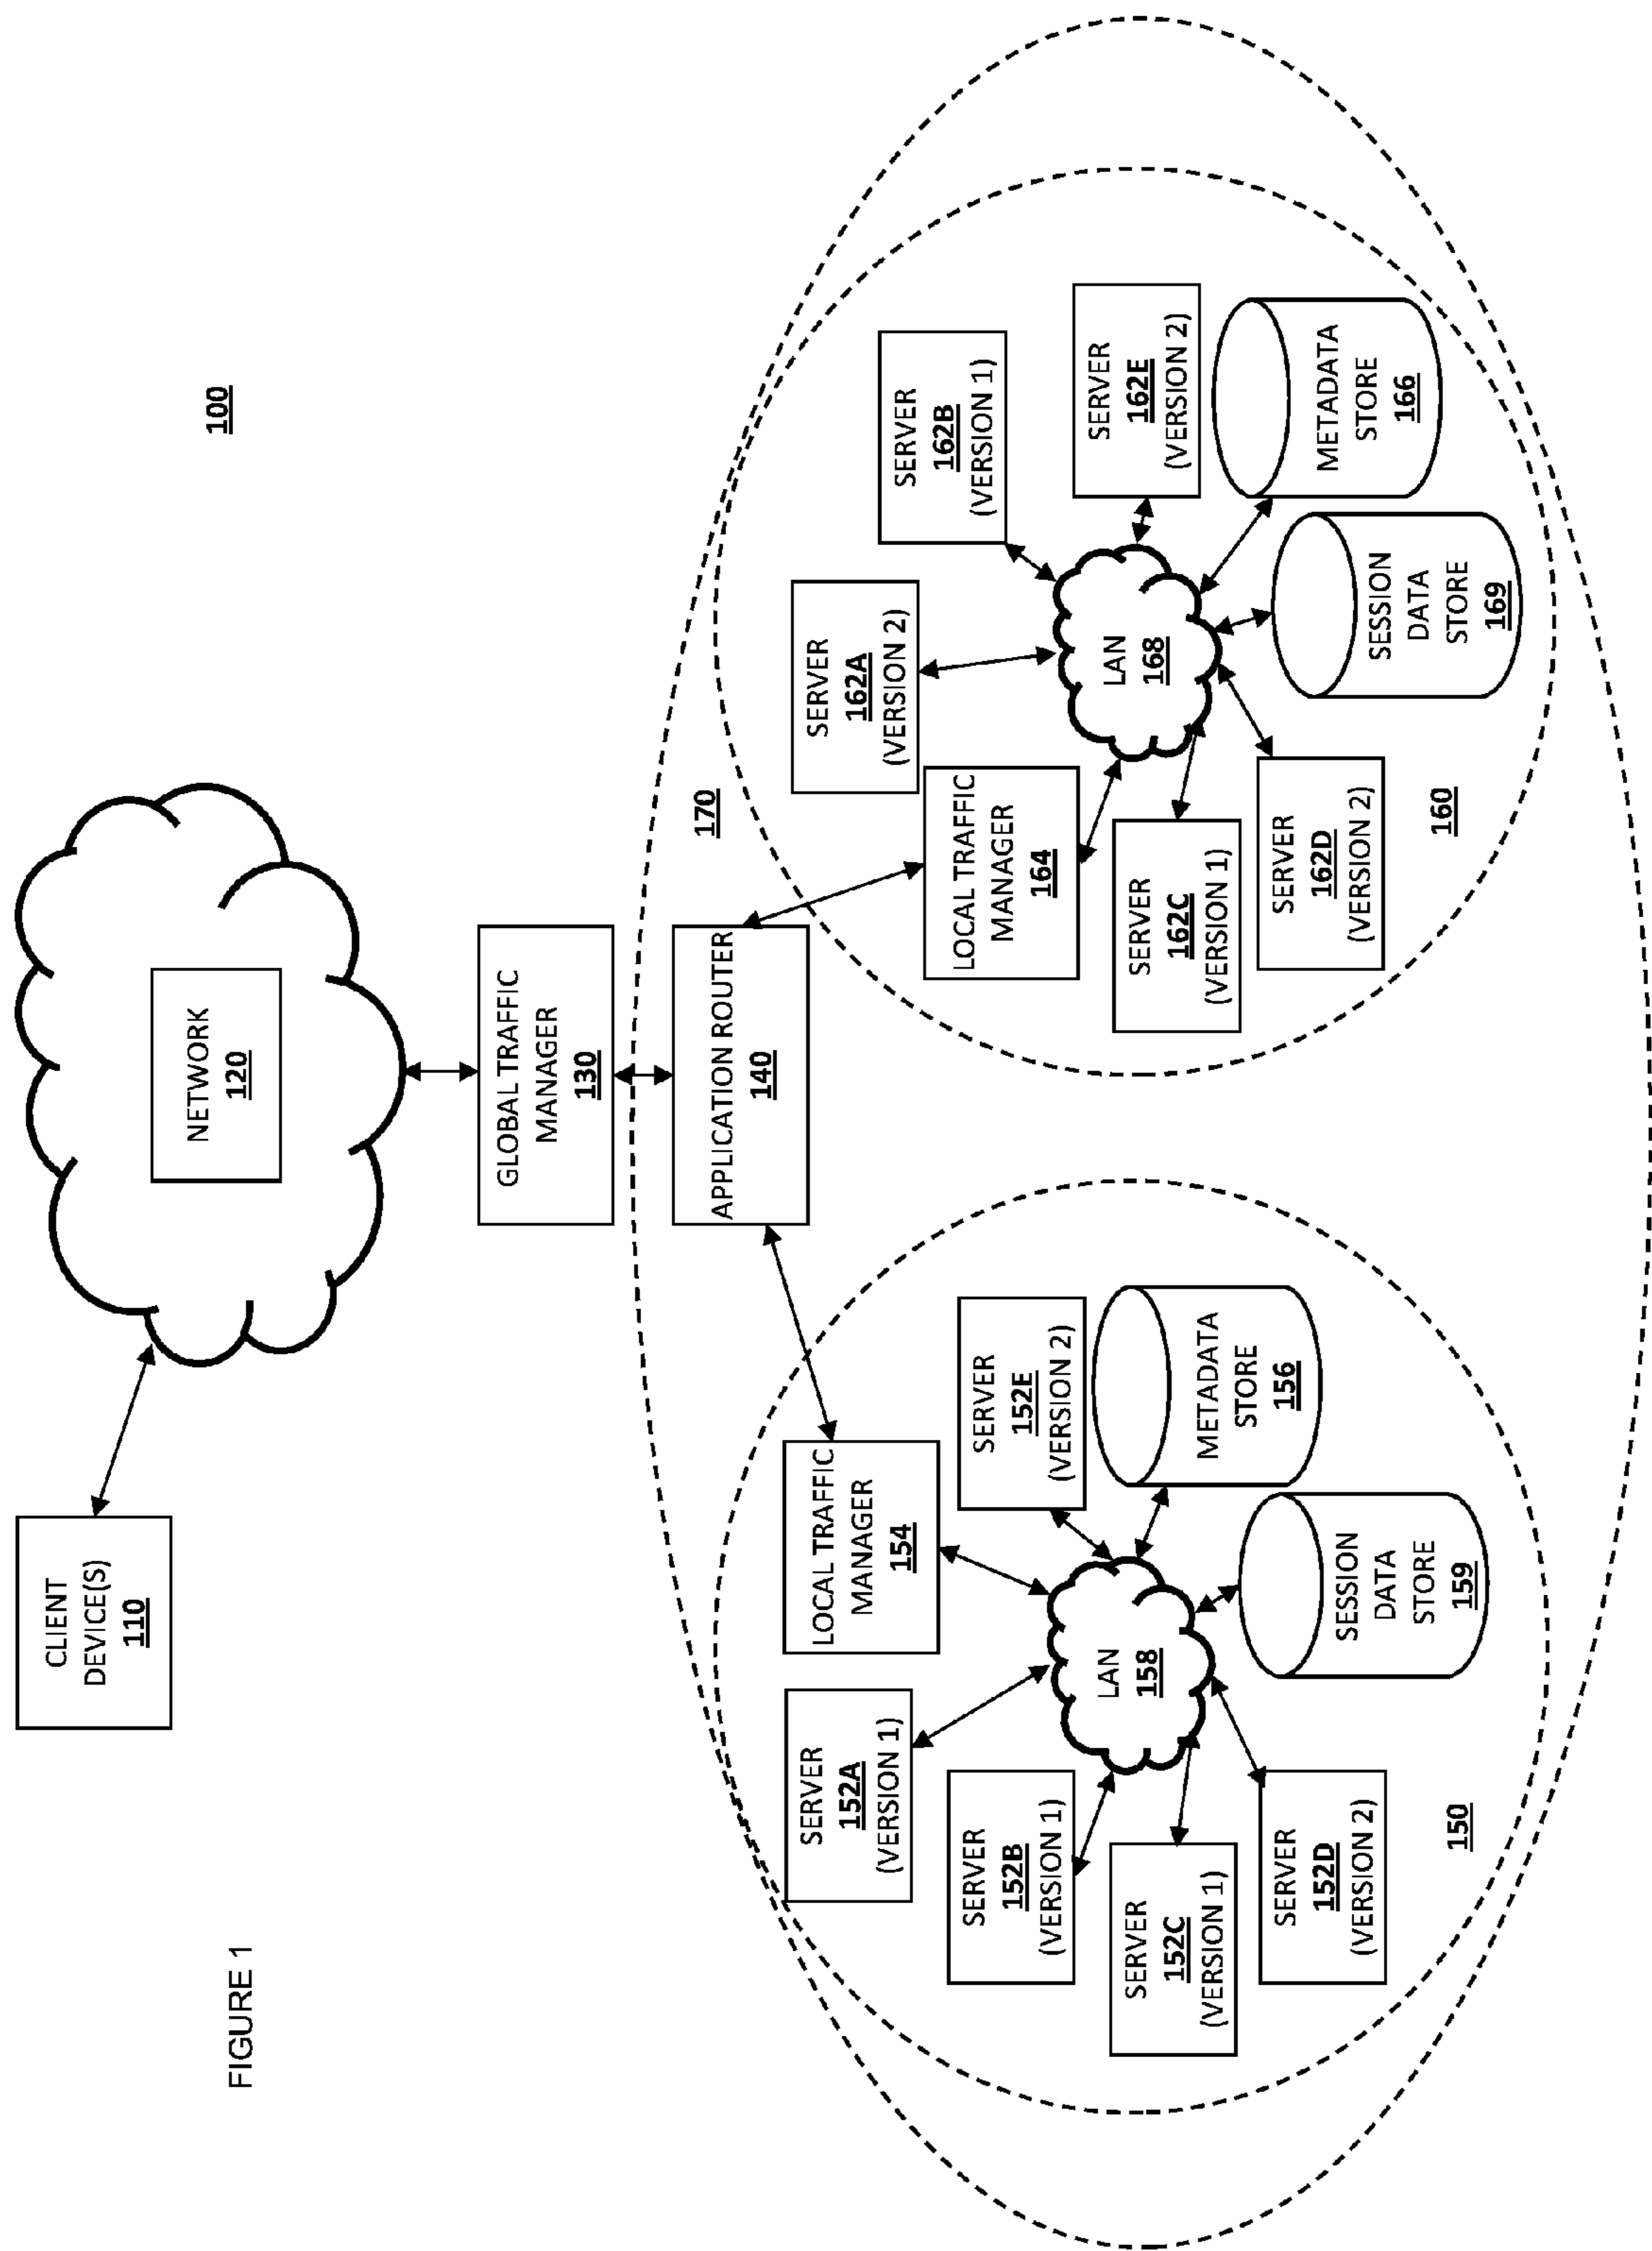 FIGURE 1
100
CLIENT
DEVICE(S)
110
NETWORK
120
GLOBAL TRAFFIC
MANAGER
130
APPLICATION ROUTER
140
170
LOCAL TRAFFIC
MANAGER
154
SERVER
152A
(VERSION 1)
SERVER
152B
(VERSION 1)
SERVER
152C
(VERSION 1)
SERVER
152D
(VERSION 2)
SERVER
152E
(VERSION 2)
LAN
158
METADATA
STORE
156
SESSION
DATA
STORE
159
150
LOCAL TRAFFIC
MANAGER
164
SERVER
162A
(VERSION 2)
SERVER
162B
(VERSION 1)
SERVER
162C
(VERSION 1)
SERVER
162D
(VERSION 2)
SERVER
162E
(VERSION 2)
LAN
168
METADATA
STORE
166
SESSION
DATA
STORE
169
160